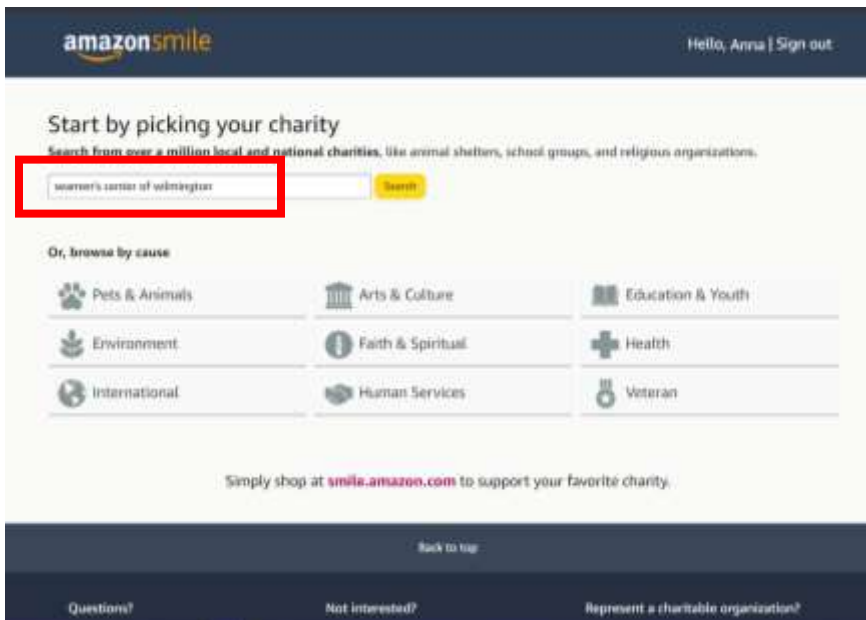 amazonsmile
Hello, Anna | Sign out
Start by picking your charity
Search from over a million local and national charities, like animal shelters, school groups, and religious organizations.
seamen's center of wilmington
Search
Or, browse by cause
Pets & Animals
Arts & Culture
Education & Youth
Environment
Faith & Spiritual
Health
International
Human Services
Veteran
Simply shop at smile.amazon.com to support your favorite charity.
Back to top
Questions?
Not interested?
Represent a charitable organization?